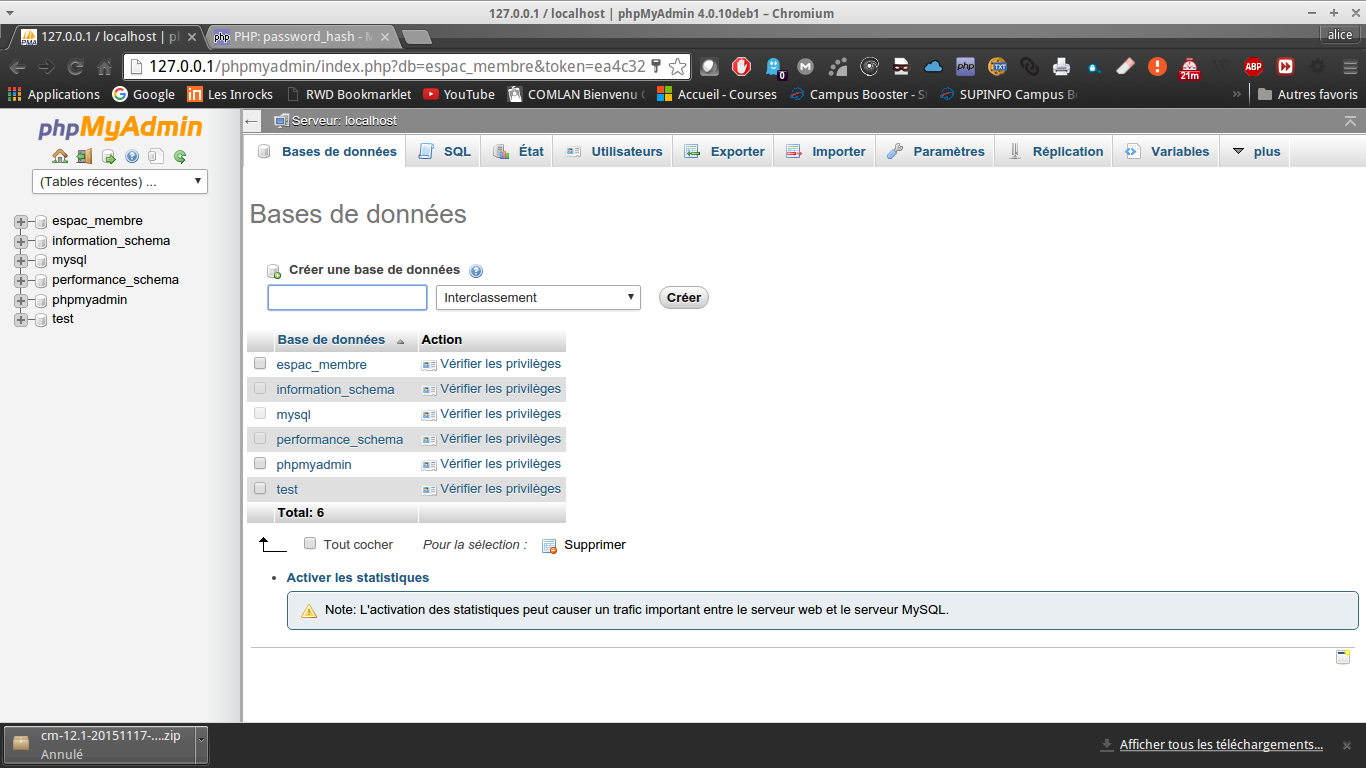 127.0.0.1 / localhost | phpMyAdmin 4.0.10deb1 – Chromium
127.0.0.1 / localhost | p
PHP: password_hash - M
alice
127.0.0.1/phpmyadmin/index.php?db=espac_membre&token=ea4c32
0
php
TXT
21m
ABP
Applications
Google
Les Inrocks
RWD Bookmarklet
YouTube
COMLAN Bienvenu
Accueil - Courses
Campus Booster - S
SUPINFO Campus B
»
Autres favoris
phpMyAdmin
(Tables récentes) ...
espac_membre
information_schema
mysql
performance_schema
phpmyadmin
test
Serveur: localhost
Bases de données
SQL
État
Utilisateurs
Exporter
Importer
Paramètres
Réplication
Variables
plus
Bases de données
Créer une base de données
Interclassement
Créer
Base de données
Action
espac_membre Vérifier les privilèges
information_schema Vérifier les privilèges
mysql Vérifier les privilèges
performance_schema Vérifier les privilèges
phpmyadmin Vérifier les privilèges
test Vérifier les privilèges
Total: 6
Tout cocher
Pour la sélection :
Supprimer
Activer les statistiques
Note: L'activation des statistiques peut causer un trafic important entre le serveur web et le serveur MySQL.
cm-12.1-20151117-....zip
Annulé
Afficher tous les téléchargements...